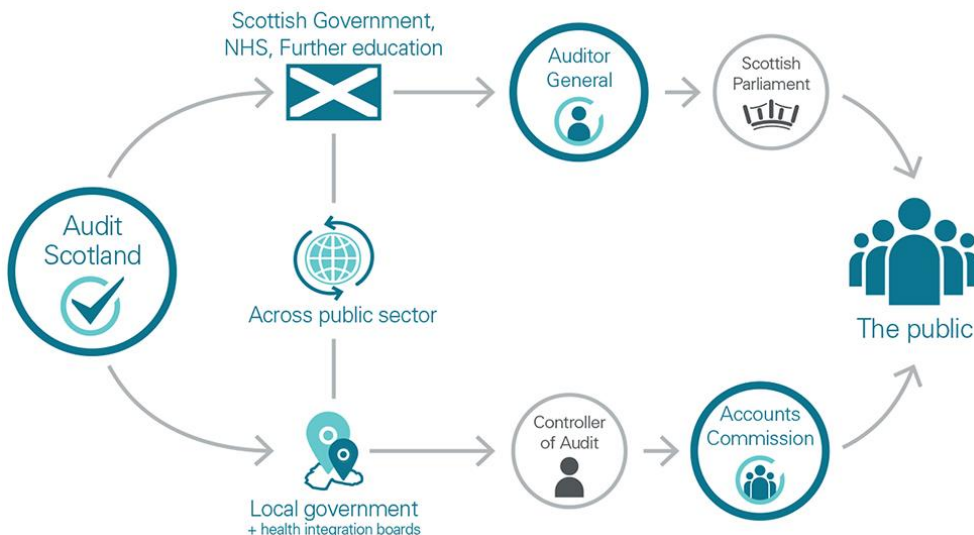 Scottish Government,
NHS, Further education
Auditor
General
Scottish
Parliament
Audit
Scotland
Across public sector
The public
Controller
of Audit
Accounts
Commission
Local government
+ health integration boards